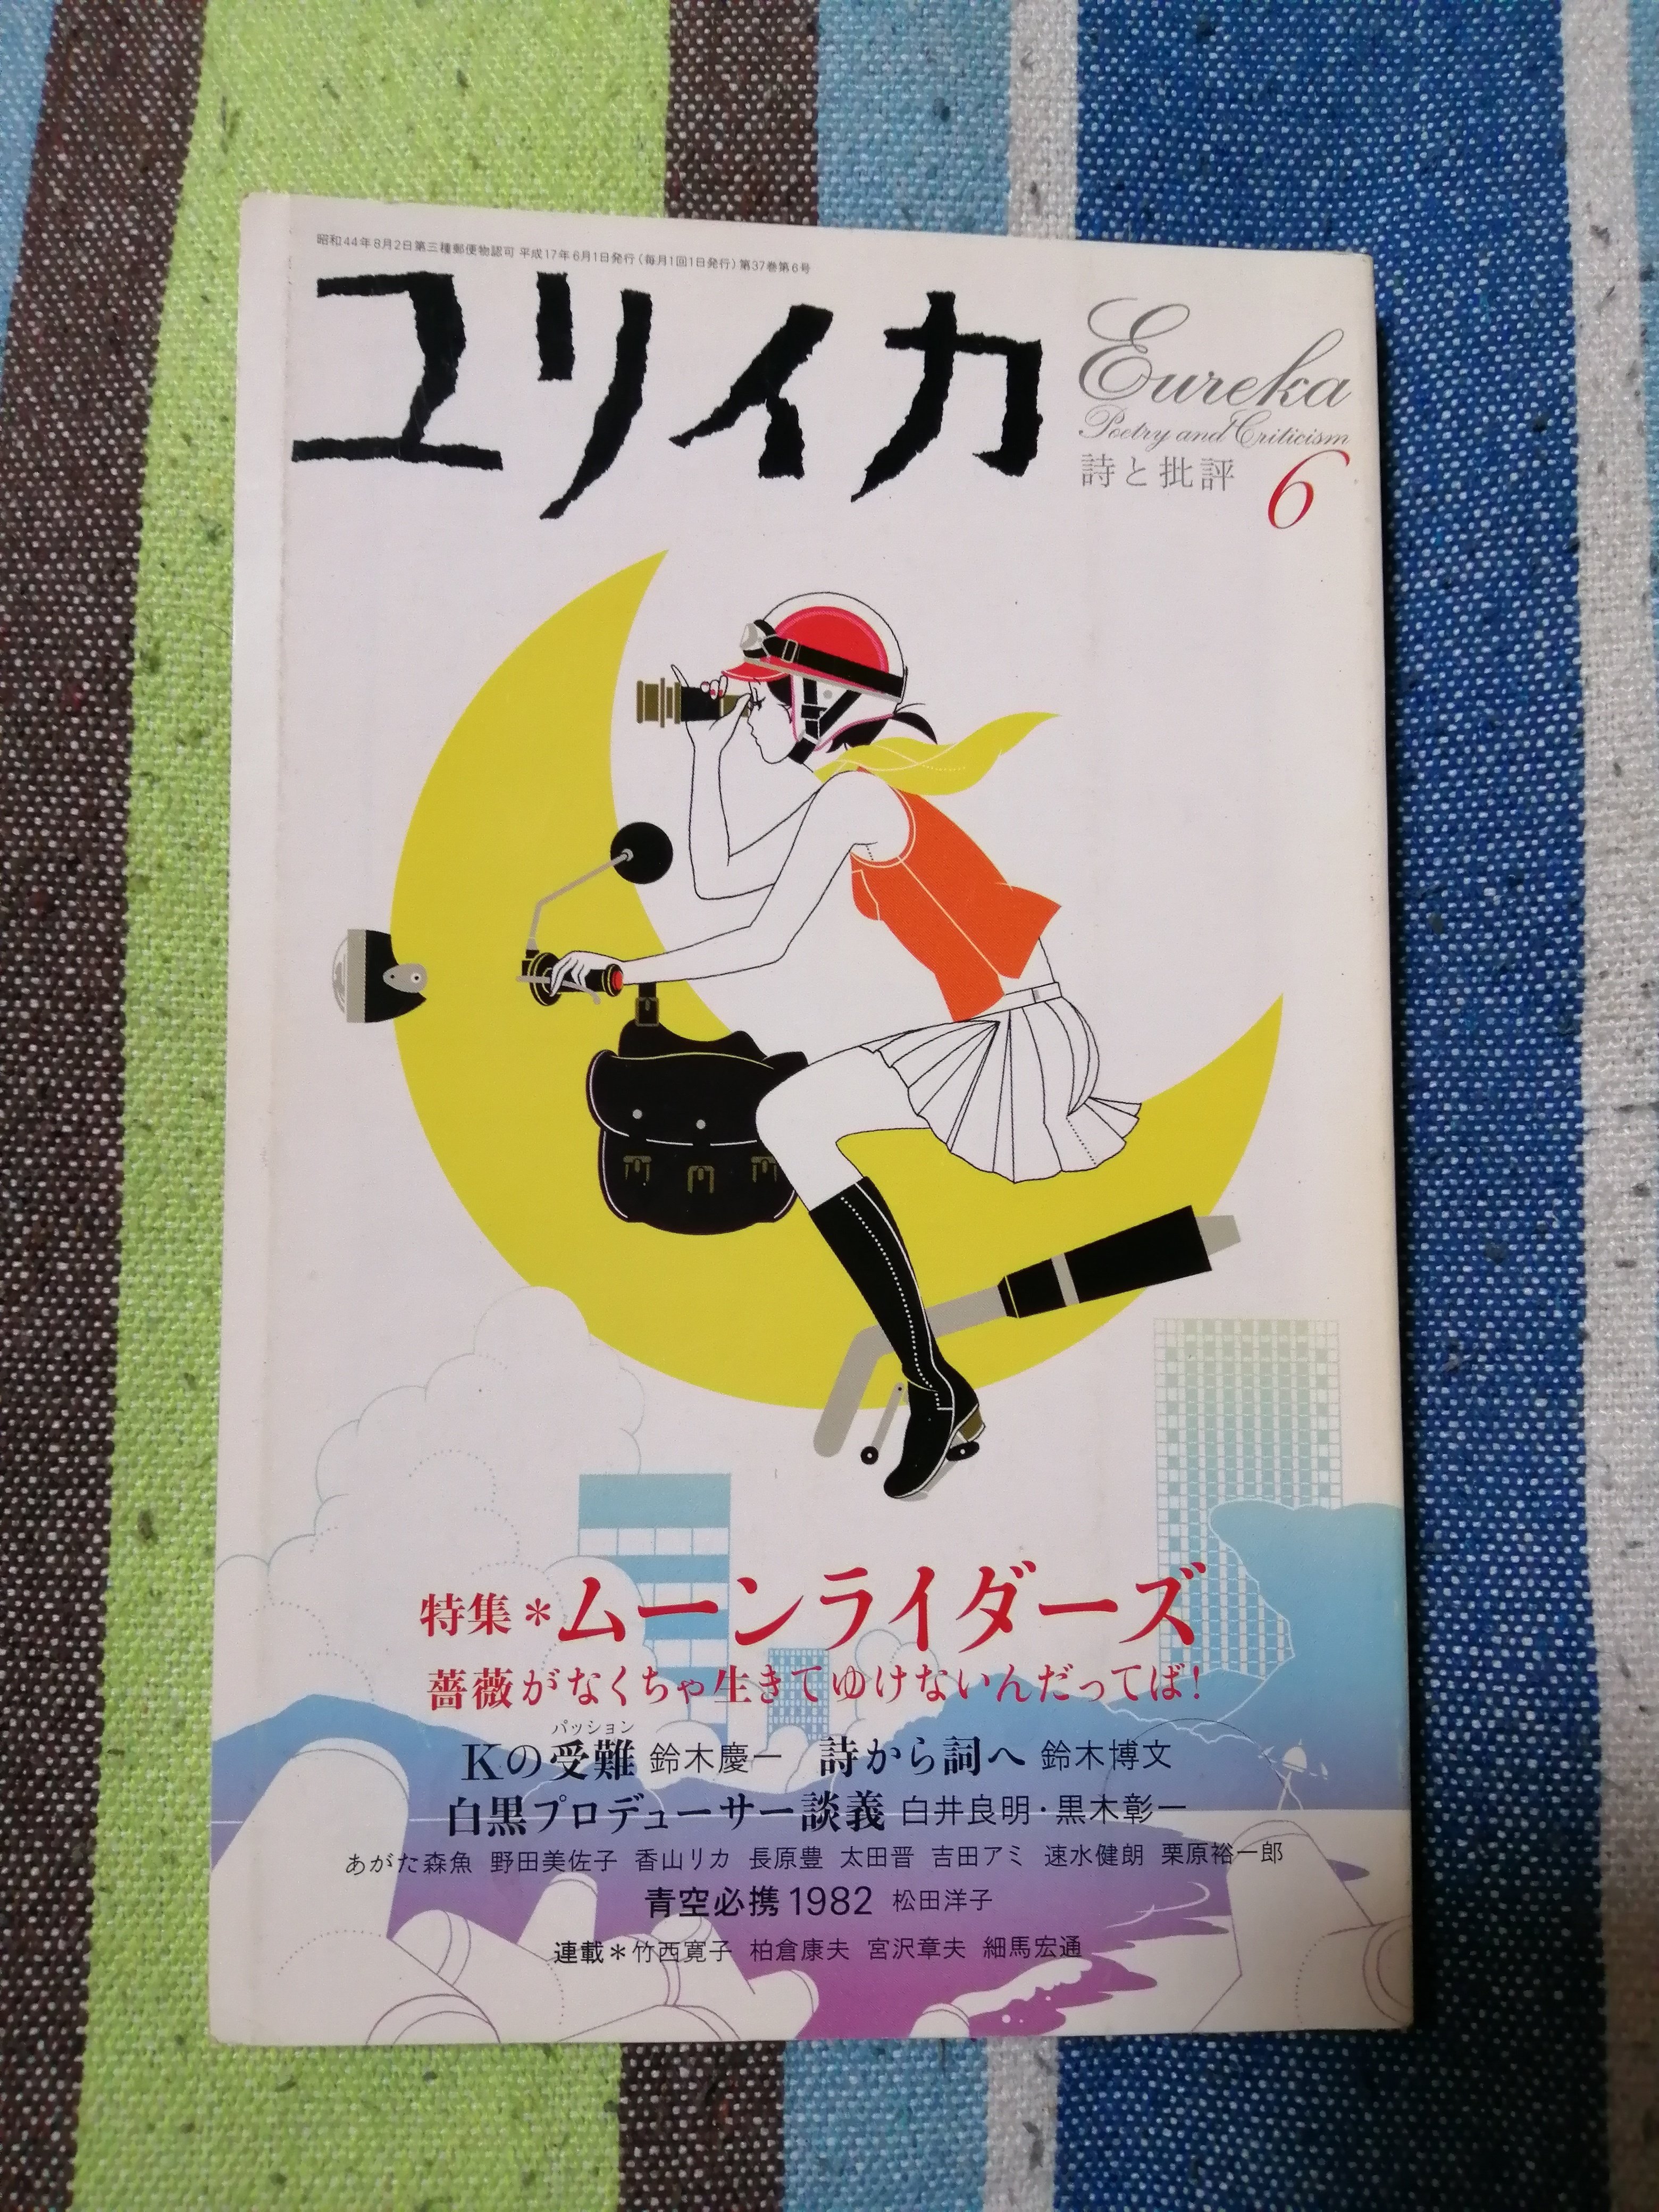 昭和44年8月2日第三種郵便物認可 平成17年6月1日発行（毎月1回1日発行）第37巻第6号
ユリイカ
Eureka
Poetry and Criticism
詩と批評
6
特集＊ムーンライダーズ
薔薇がなくちゃ生きてゆけないんだってば！
パッション
Kの受難 鈴木慶一 詩から詞へ 鈴木博文
白黒プロデューサー談義 白井良明・黒木彰一
あがた森魚 野田美佐子 香山リカ 長原豊 太田晋 吉田アミ 速水健朗 栗原裕一郎
青空必携1982 松田洋子
連載＊竹西寛子 柏倉康夫 宮沢章夫 細馬宏通